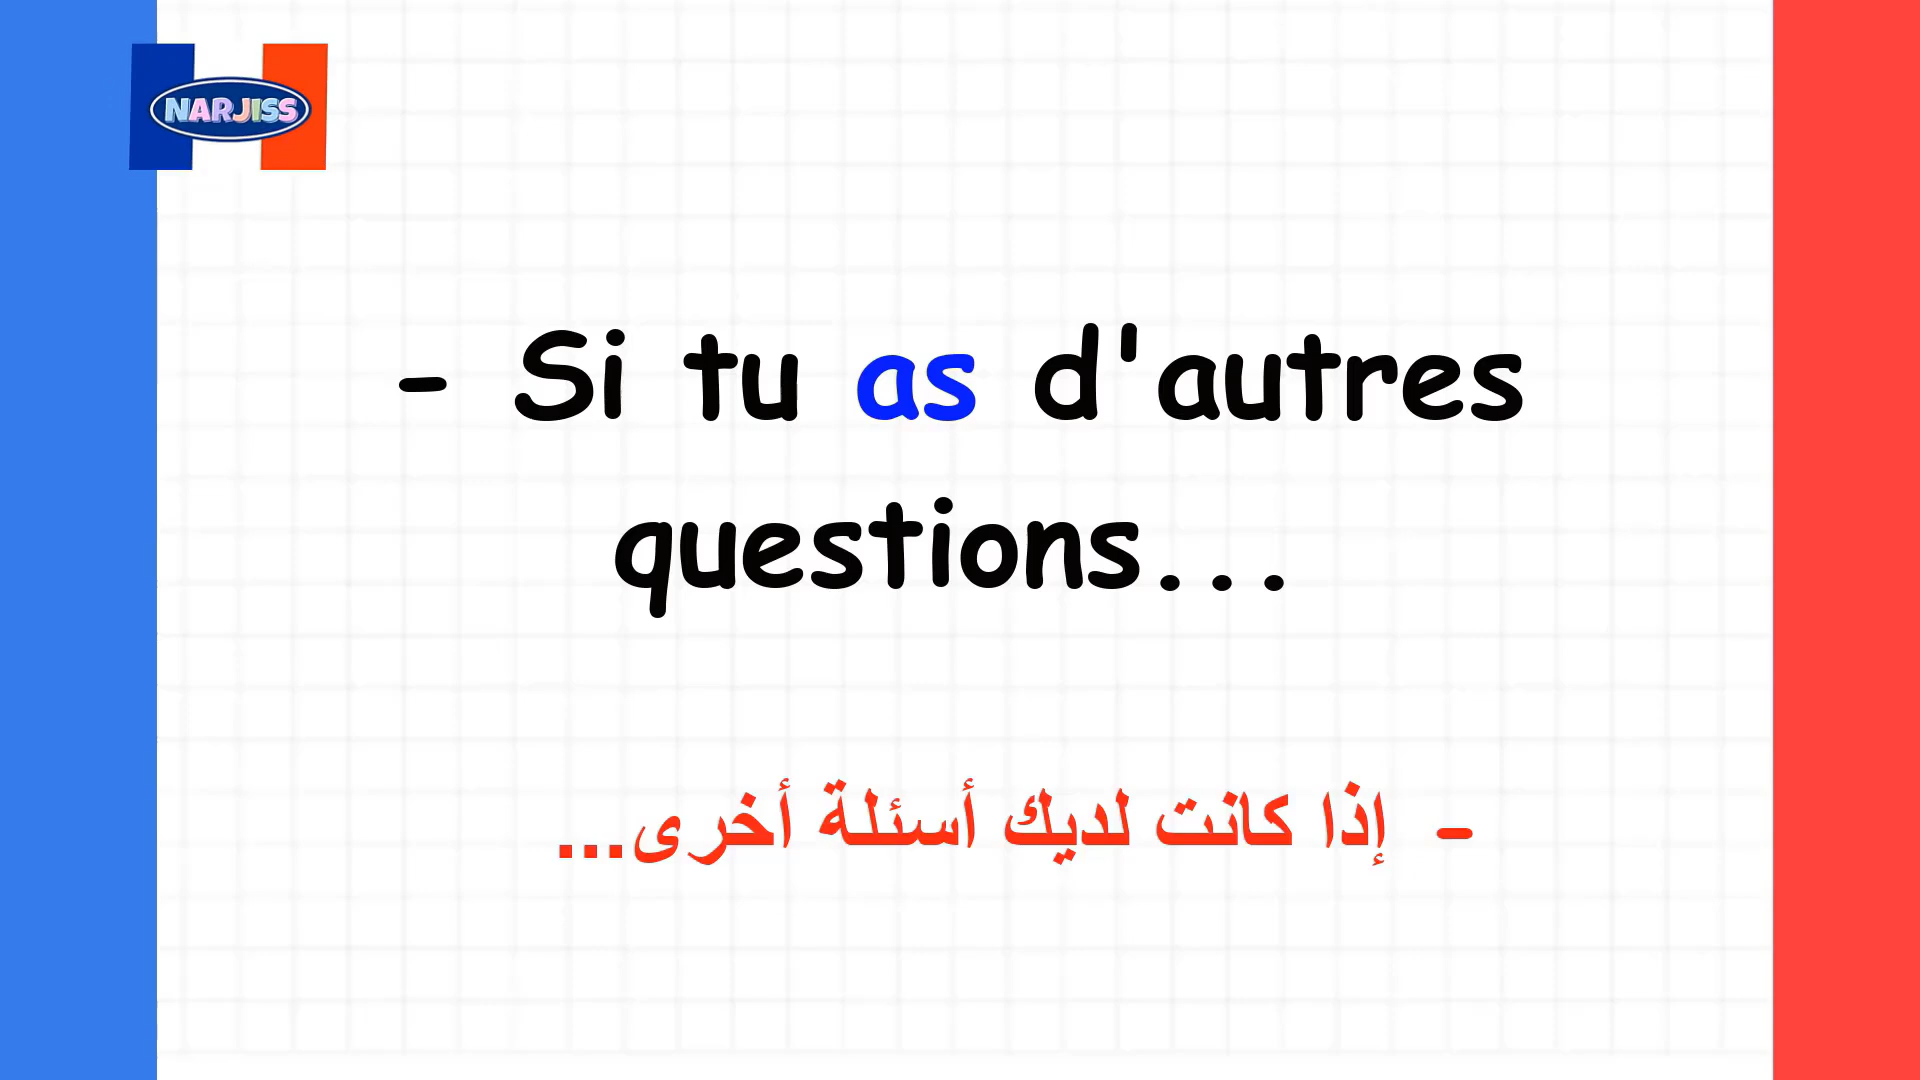 NARJISS
- Si tu as d'autres
questions...
- إذا كانت لديك أسئلة أخرى...